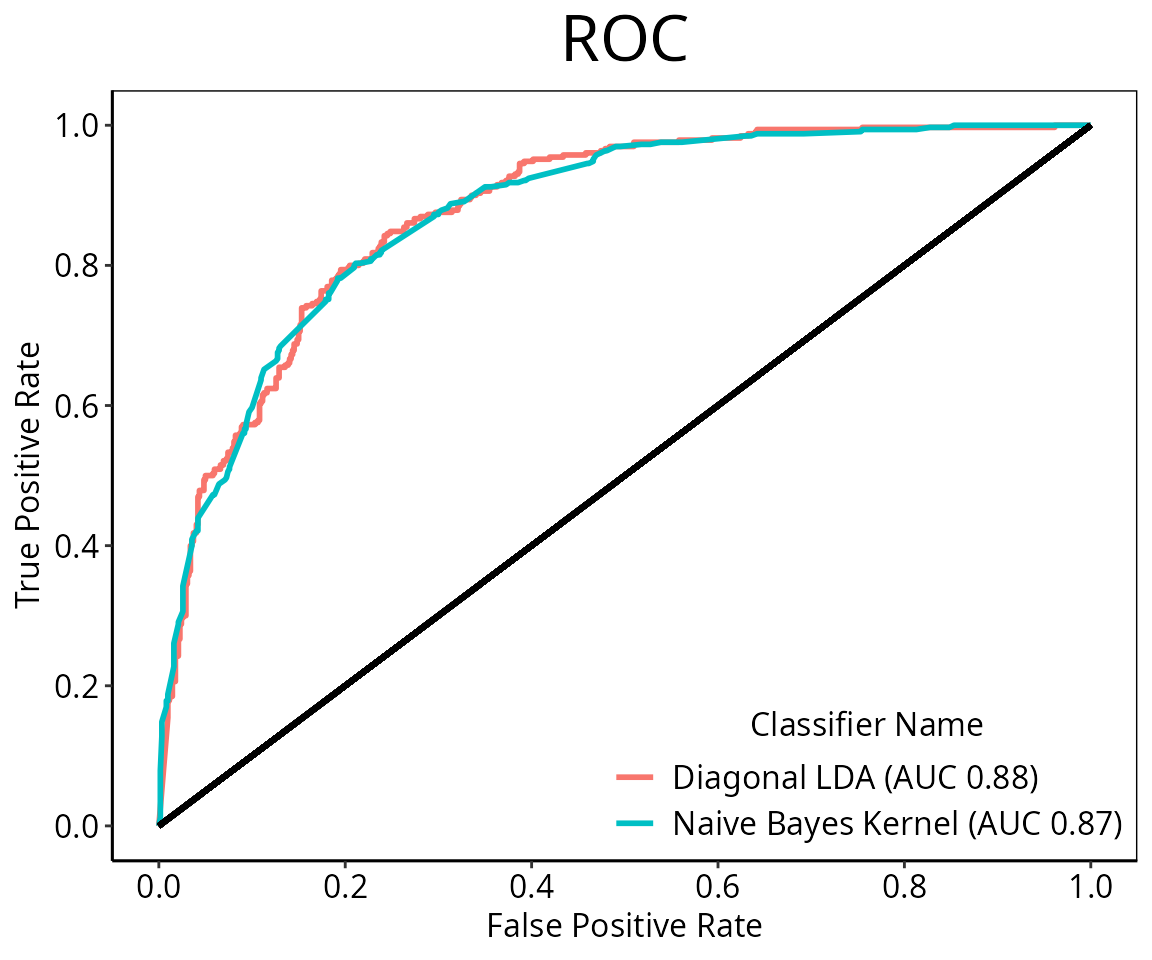 ROC
True Positive Rate
1.0
0.8
0.6
0.4
0.2
0.0
Classifier Name
Diagonal LDA (AUC 0.88)
Naive Bayes Kernel (AUC 0.87)
0.0 0.2 0.4 0.6 0.8 1.0
False Positive Rate